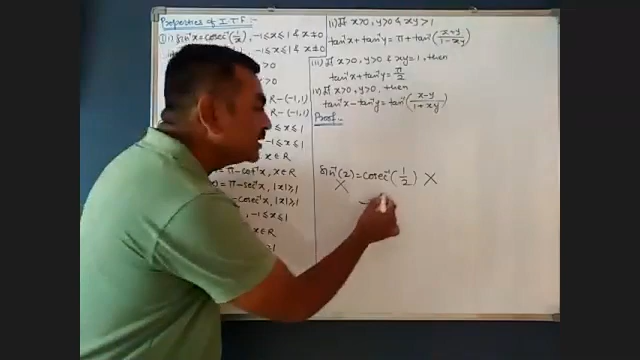 Properties of I.T.F :-
① i) sin⁻¹x = cosec⁻¹(1/x), -1≤x≤1 & x≠0
-1≤x≤1 & x≠0
> 0
x > 0
R - (-1,1)
R - (-1,1)
≤ x ≤ 1
x ∈ R
= π - cot⁻¹x, x ∈ R
= π - sec⁻¹x, |x| ≥ 1
= cosec⁻¹x, |x| ≥ 1
, -1≤x≤1
x ∈ R
≥ 1
ii) If x>0, y>0 & xy>1
tan⁻¹x + tan⁻¹y = π + tan⁻¹((x+y)/(1-xy))
iii) If x>0, y>0 & xy=1, then
tan⁻¹x + tan⁻¹y = π/2
iv) If x>0, y>0, then
tan⁻¹x - tan⁻¹y = tan⁻¹((x-y)/(1+xy))
Proof:-
sin⁻¹(2) = cosec⁻¹(1/2) X
X